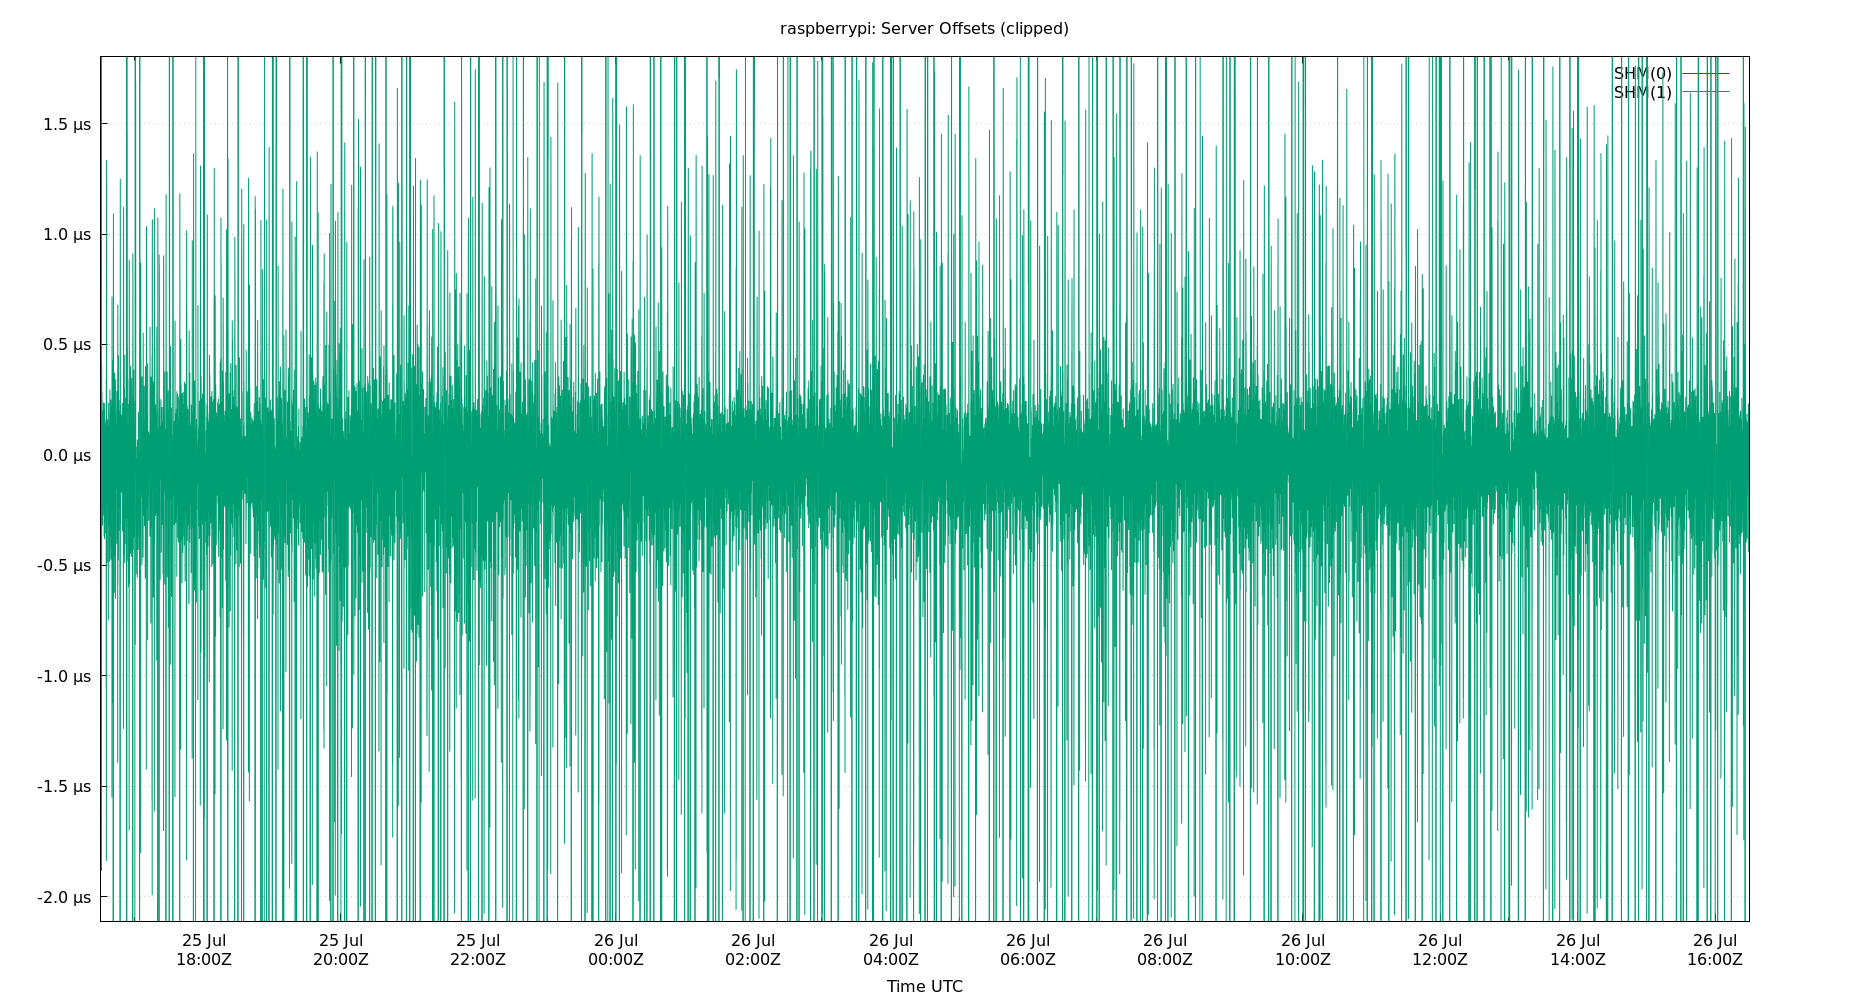 raspberrypi: Server Offsets (clipped)
SHM(0)
SHM(1)
1.5 µs
1.0 µs
0.5 µs
0.0 µs
-0.5 µs
-1.0 µs
-1.5 µs
-2.0 µs
25 Jul 25 Jul 25 Jul 26 Jul 26 Jul 26 Jul 26 Jul 26 Jul 26 Jul 26 Jul 26 Jul 26 Jul
18:00Z 20:00Z 22:00Z 00:00Z 02:00Z 04:00Z 06:00Z 08:00Z 10:00Z 12:00Z 14:00Z 16:00Z
Time UTC